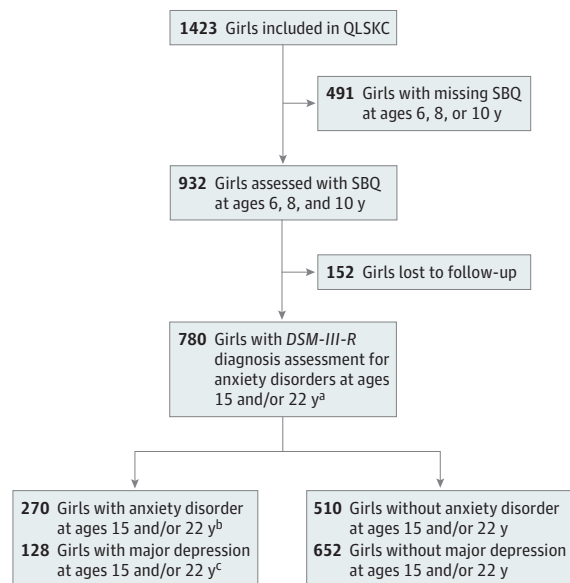 1423 Girls included in QLSKC
491 Girls with missing SBQ
at ages 6, 8, or 10 y
932 Girls assessed with SBQ
at ages 6, 8, and 10 y
152 Girls lost to follow-up
780 Girls with DSM-III-R
diagnosis assessment for
anxiety disorders at ages
15 and/or 22 yᵃ
270 Girls with anxiety disorder
at ages 15 and/or 22 yᵇ
128 Girls with major depression
at ages 15 and/or 22 yᶜ
510 Girls without anxiety disorder
at ages 15 and/or 22 y
652 Girls without major depression
at ages 15 and/or 22 y